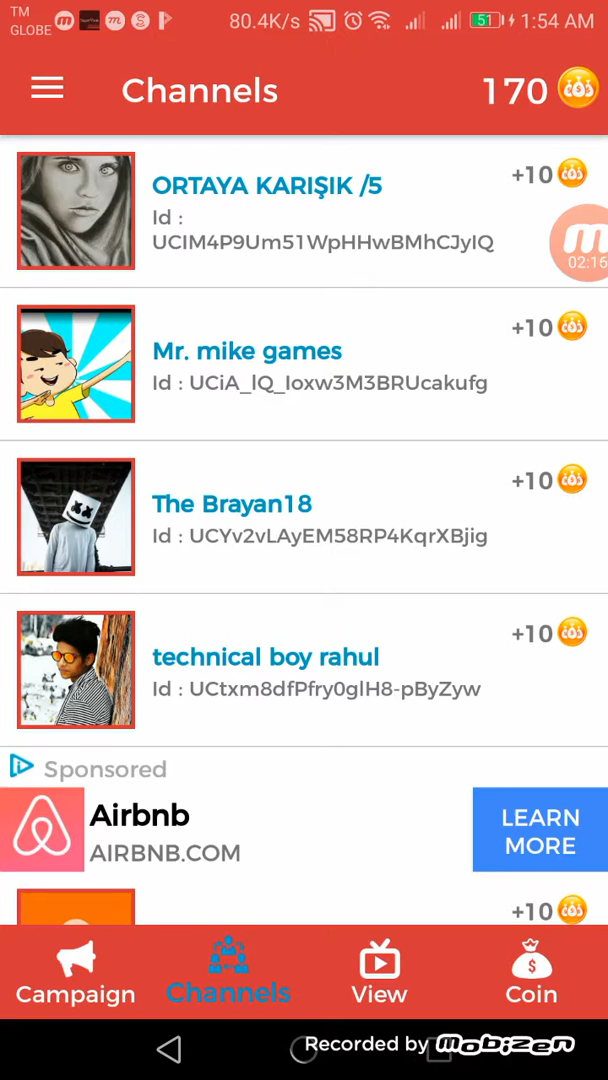 TM
GLOBE
80.4K/s
51
1:54 AM
Channels
170
ORTAYA KARIŞIK /5
+10
Id :
UCIM4P9Um51WpHHwBMhCJyIQ
02:16
Mr. mike games
+10
Id : UCiA_lQ_Ioxw3M3BRUcakufg
The Brayan18
+10
Id : UCYv2vLAyEM58RP4KqrXBjig
technical boy rahul
+10
Id : UCtxm8dfPfry0glH8-pByZyw
Sponsored
Airbnb
AIRBNB.COM
LEARN
MORE
+10
Campaign
Channels
View
Coin
Recorded by Mobizen